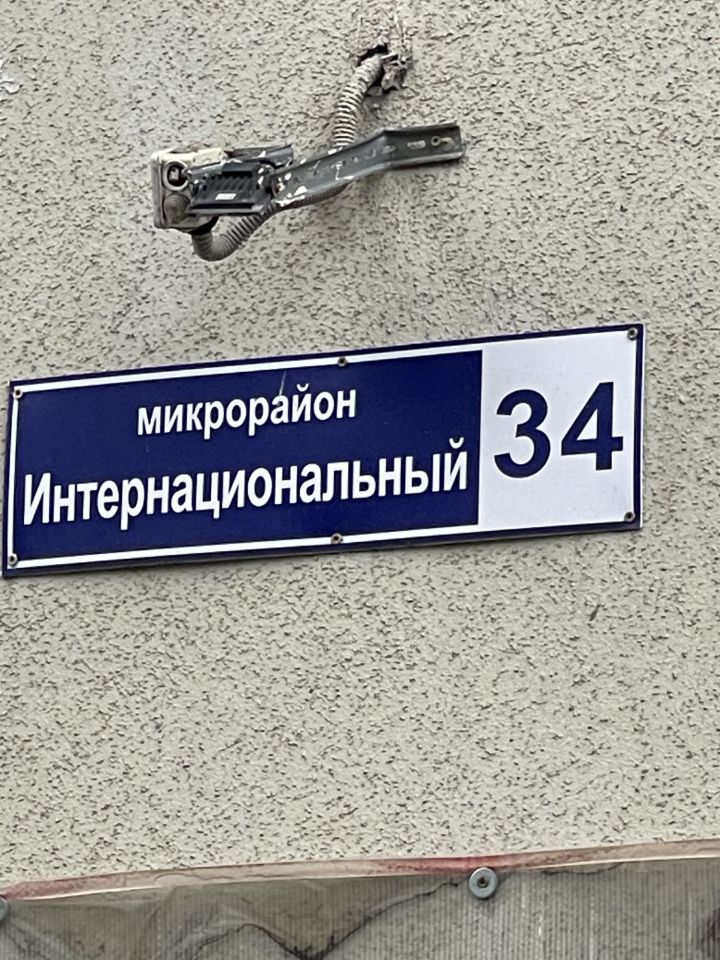 микрорайон
Интернациональный
34